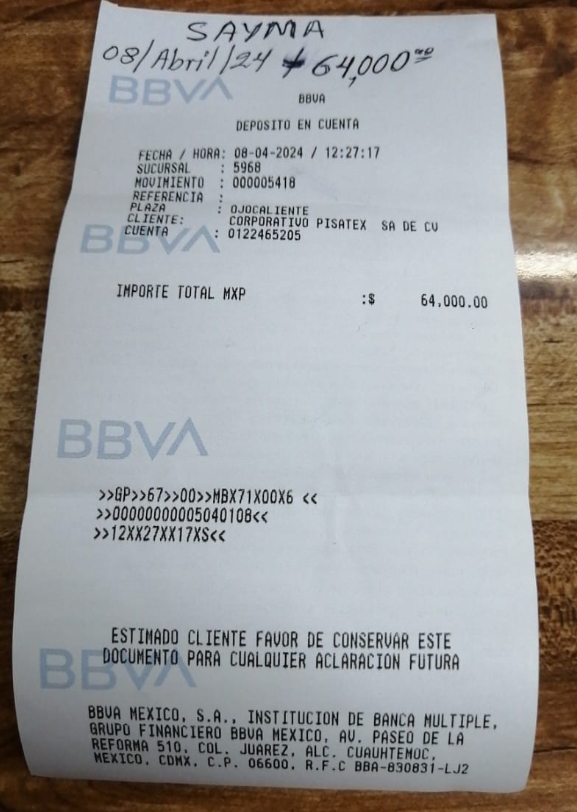 SAYMA
08/Abril/24 $64,000.00
BBVA
BBVA
DEPOSITO EN CUENTA
FECHA / HORA: 08-04-2024 / 12:27:17
SUCURSAL : 5968
MOVIMIENTO : 000005418
REFERENCIA :
PLAZA : OJOCALIENTE
CLIENTE: CORPORATIVO PISATEX SA DE CV
CUENTA : 0122465205
BBVA
IMPORTE TOTAL MXP :$ 64,000.00
BBVA
>>GP>>67>>00>>MBX71X00X6 <<
>>00000000005040108<<
>>12XX27XX17XS<<
ESTIMADO CLIENTE FAVOR DE CONSERVAR ESTE
DOCUMENTO PARA CUALQUIER ACLARACION FUTURA
BBVA
BBVA MEXICO, S.A., INSTITUCION DE BANCA MULTIPLE,
GRUPO FINANCIERO BBVA MEXICO, AV. PASEO DE LA
REFORMA 510, COL. JUAREZ, ALC. CUAUHTEMOC,
MEXICO, CDMX. C.P. 06600, R.F.C BBA-830831-LJ2